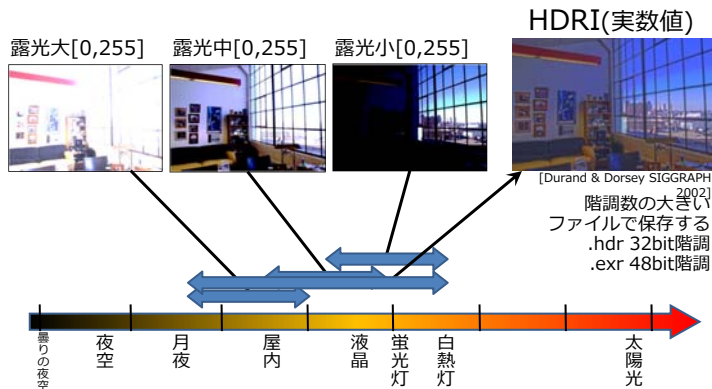 HDRI(実数値)
露光大[0,255]
露光中[0,255]
露光小[0,255]
[Durand & Dorsey SIGGRAPH
2002]
階調数の大きい
ファイルで保存する
.hdr 32bit階調
.exr 48bit階調
曇りの夜空
夜空
月夜
屋内
液晶
蛍光灯
白熱灯
太陽光